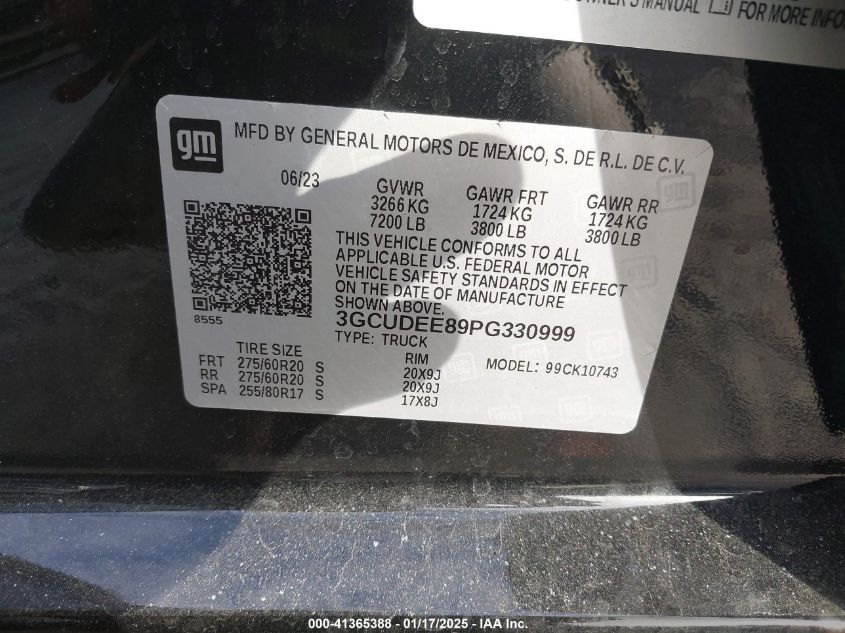 OWNER'S MANUAL FOR MORE INFO
gm
MFD BY GENERAL MOTORS DE MEXICO, S. DE R.L. DE C.V.
06/23 GVWR GAWR FRT GAWR RR
3266 KG 1724 KG 1724 KG
7200 LB 3800 LB 3800 LB
THIS VEHICLE CONFORMS TO ALL
APPLICABLE U.S. FEDERAL MOTOR
VEHICLE SAFETY STANDARDS IN EFFECT
ON THE DATE OF MANUFACTURE
SHOWN ABOVE.
8555
3GCUDEE89PG330999
TYPE: TRUCK
TIRE SIZE RIM MODEL: 99CK10743
FRT 275/60R20 S 20X9J
RR 275/60R20 S 20X9J
SPA 255/80R17 S 17X8J
000-41365388 - 01/17/2025 - IAA Inc.